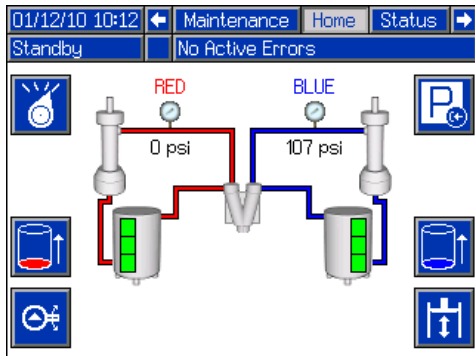 01/12/10 10:12 Maintenance Home Status
Standby No Active Errors
RED BLUE
0 psi 107 psi
P